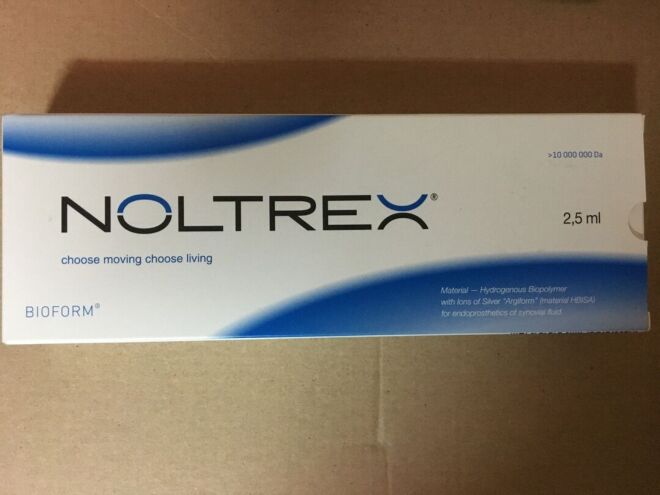 >10 000 000 Da
NOLTREX®
2,5 ml
choose moving choose living
Material — Hydrogenous Biopolymer
with Ions of Silver "Argiform" (material HBISA)
for endoprosthetics of synovial fluid.
BIOFORM®